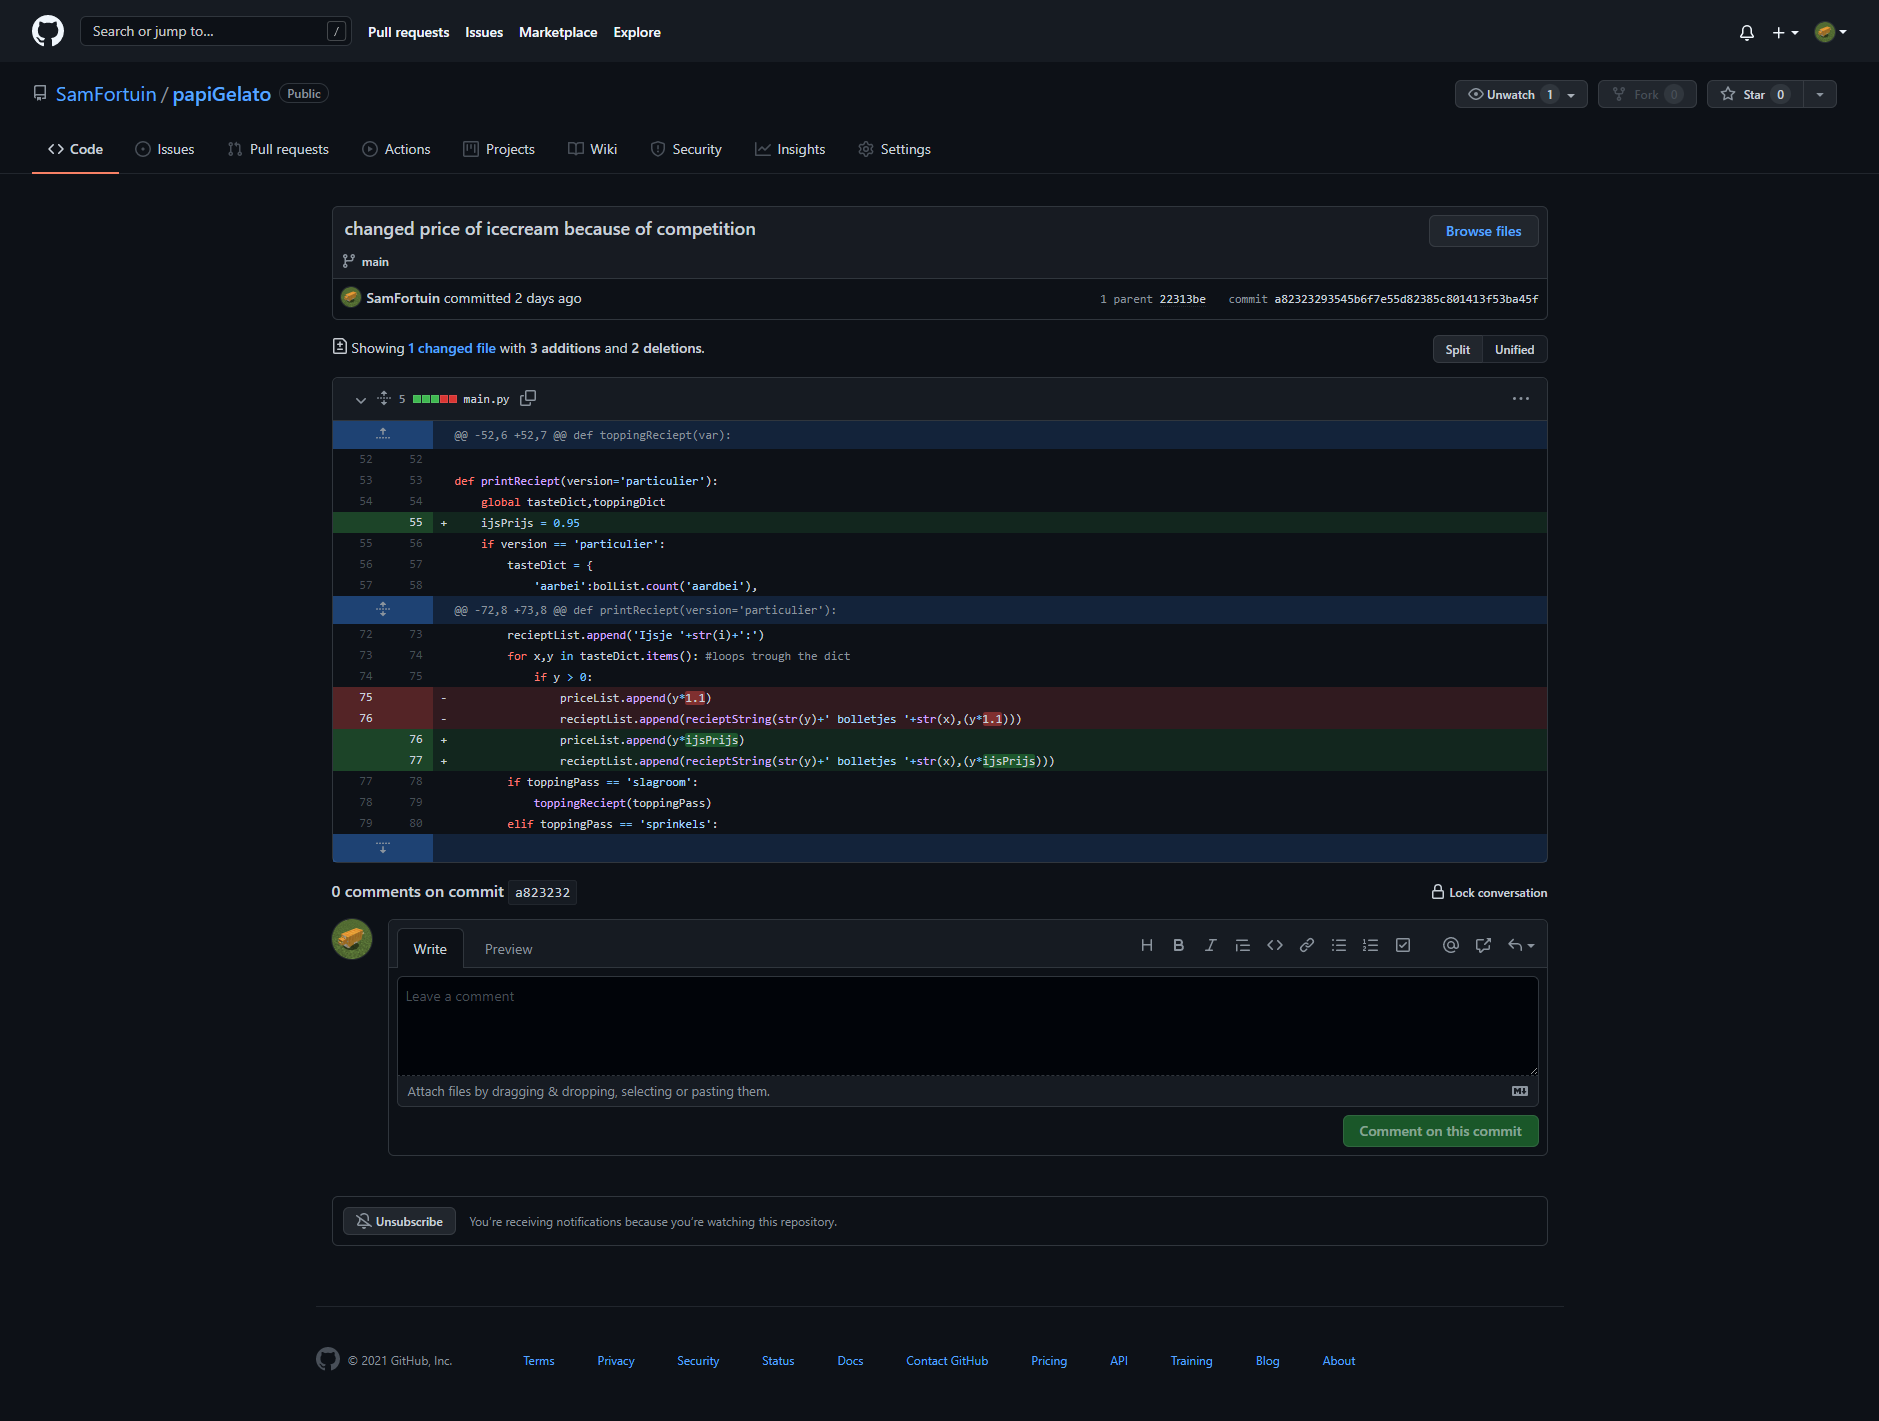 Search or jump to... /
Pull requests Issues Marketplace Explore
SamFortuin / papiGelato Public
Unwatch 1 Fork 0 Star 0
Code Issues Pull requests Actions Projects Wiki Security Insights Settings
changed price of icecream because of competition
Browse files
main
SamFortuin committed 2 days ago
1 parent 22313be commit a82323293545b6f7e55d82385c801413f53ba45f
Showing 1 changed file with 3 additions and 2 deletions.
Split Unified
5 main.py
@@ -52,6 +52,7 @@ def toppingReciept(var):
52 52
53 53 def printReciept(version='particulier'):
54 54 global tasteDict,toppingDict
55 + ijsPrijs = 0.95
55 56 if version == 'particulier':
56 57 tasteDict = {
57 58 'aarbei':bolList.count('aardbei'),
@@ -72,8 +73,8 @@ def printReciept(version='particulier'):
72 73 recieptList.append('Ijsje '+str(i)+':')
73 74 for x,y in tasteDict.items(): #loops trough the dict
74 75 if y > 0:
75 - priceList.append(y*1.1)
76 - recieptList.append(recieptString(str(y)+' bolletjes '+str(x),(y*1.1)))
76 + priceList.append(y*ijsPrijs)
77 + recieptList.append(recieptString(str(y)+' bolletjes '+str(x),(y*ijsPrijs)))
77 78 if toppingPass == 'slagroom':
78 79 toppingReciept(toppingPass)
79 80 elif toppingPass == 'sprinkels':
0 comments on commit a823232
Lock conversation
Write Preview
Leave a comment
Attach files by dragging & dropping, selecting or pasting them.
Comment on this commit
Unsubscribe You're receiving notifications because you're watching this repository.
© 2021 GitHub, Inc. Terms Privacy Security Status Docs Contact GitHub Pricing API Training Blog About